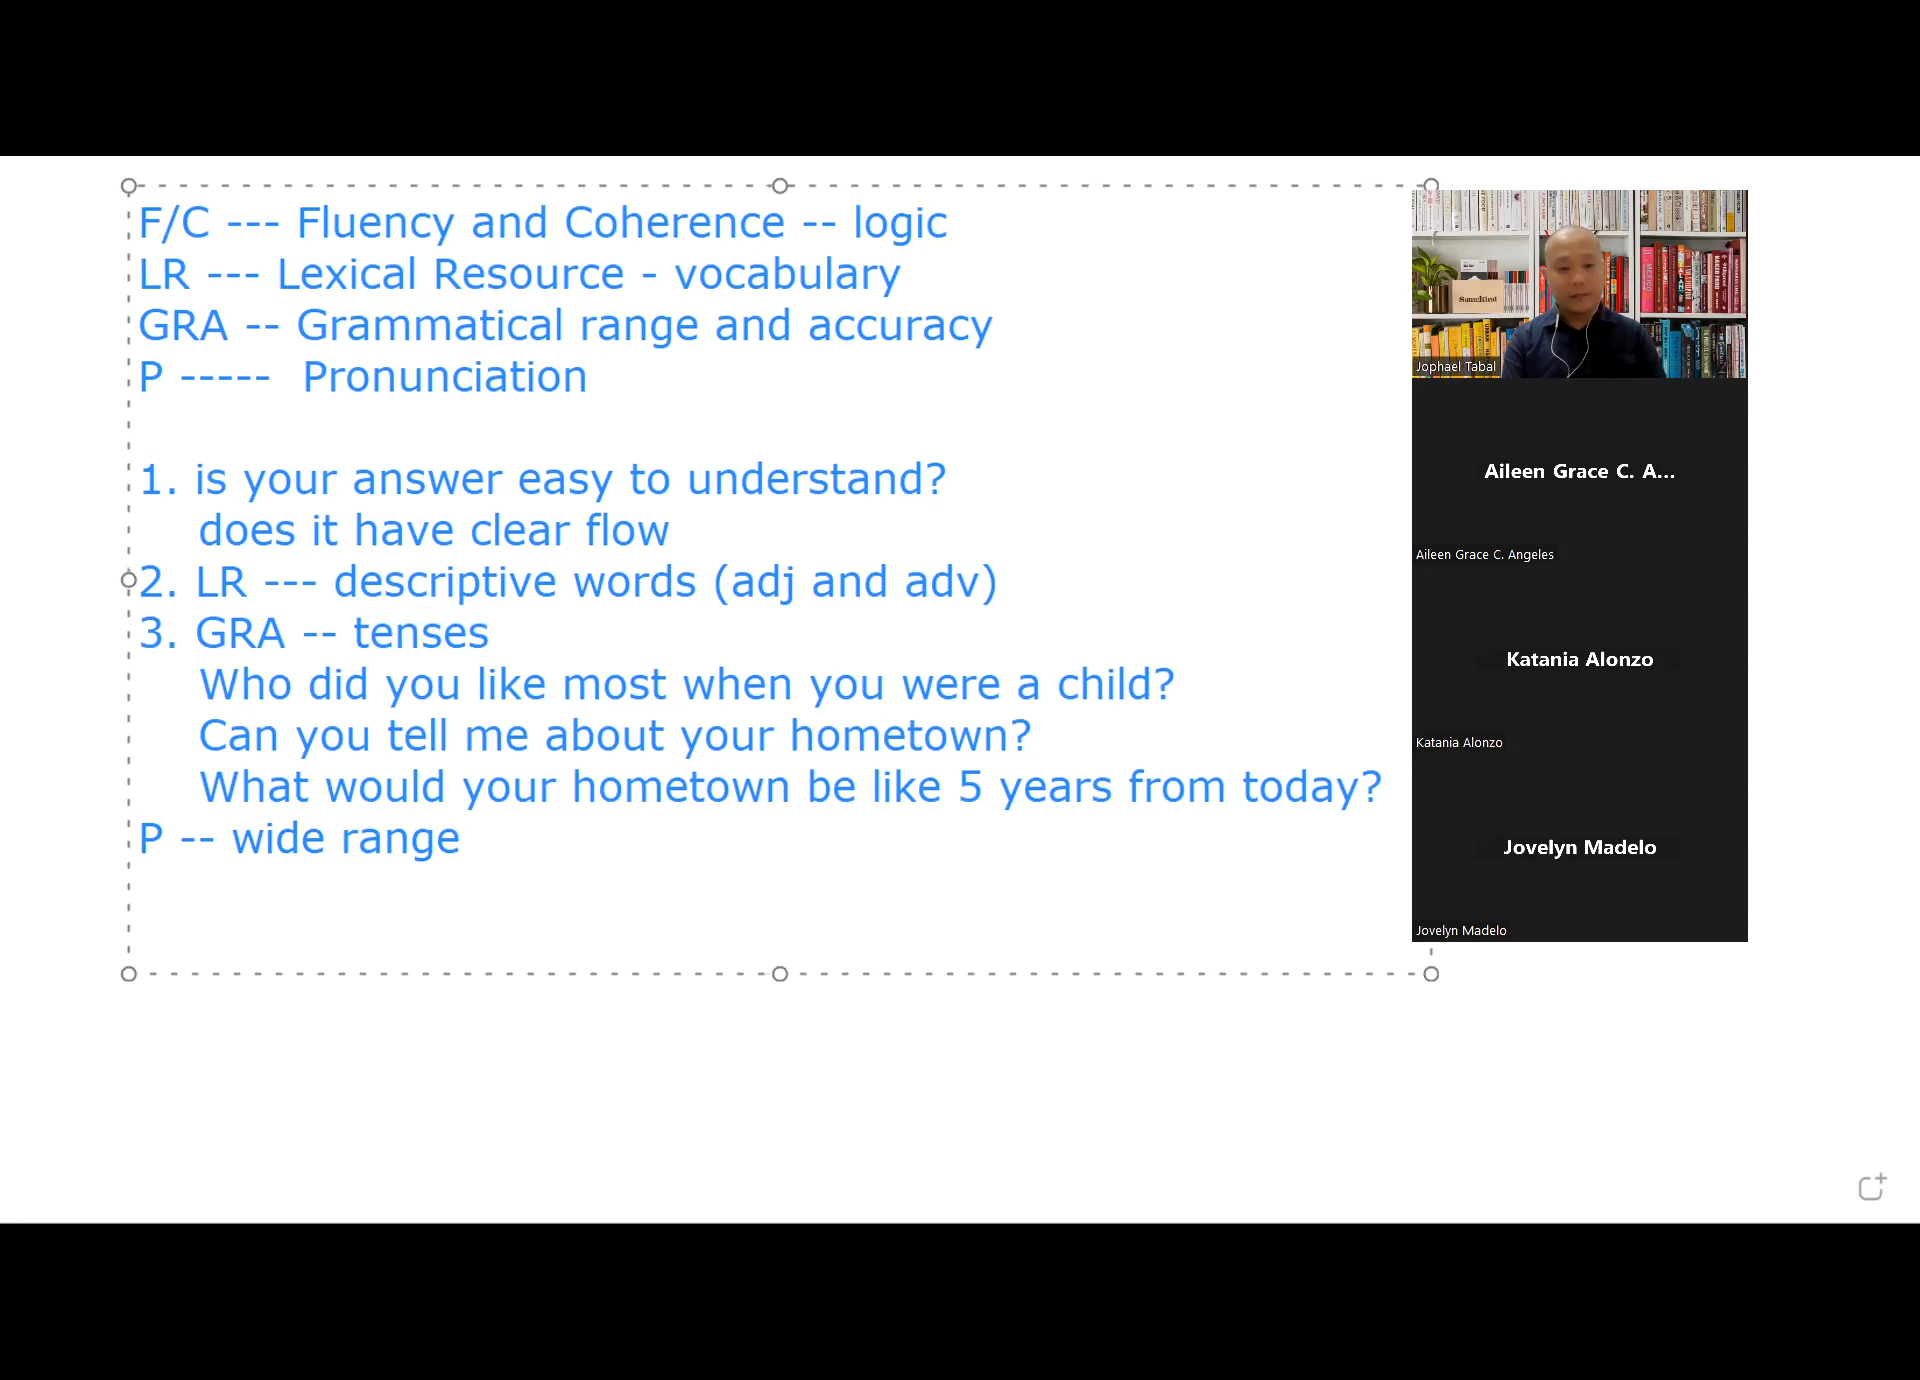 F/C --- Fluency and Coherence -- logic
LR --- Lexical Resource - vocabulary
GRA -- Grammatical range and accuracy
P ----- Pronunciation
1. is your answer easy to understand?
does it have clear flow
2. LR --- descriptive words (adj and adv)
3. GRA -- tenses
Who did you like most when you were a child?
Can you tell me about your hometown?
What would your hometown be like 5 years from today?
P -- wide range
SomeKind
MEXICO
Jophael Tabal
Aileen Grace C. A...
Aileen Grace C. Angeles
Katania Alonzo
Katania Alonzo
Jovelyn Madelo
Jovelyn Madelo